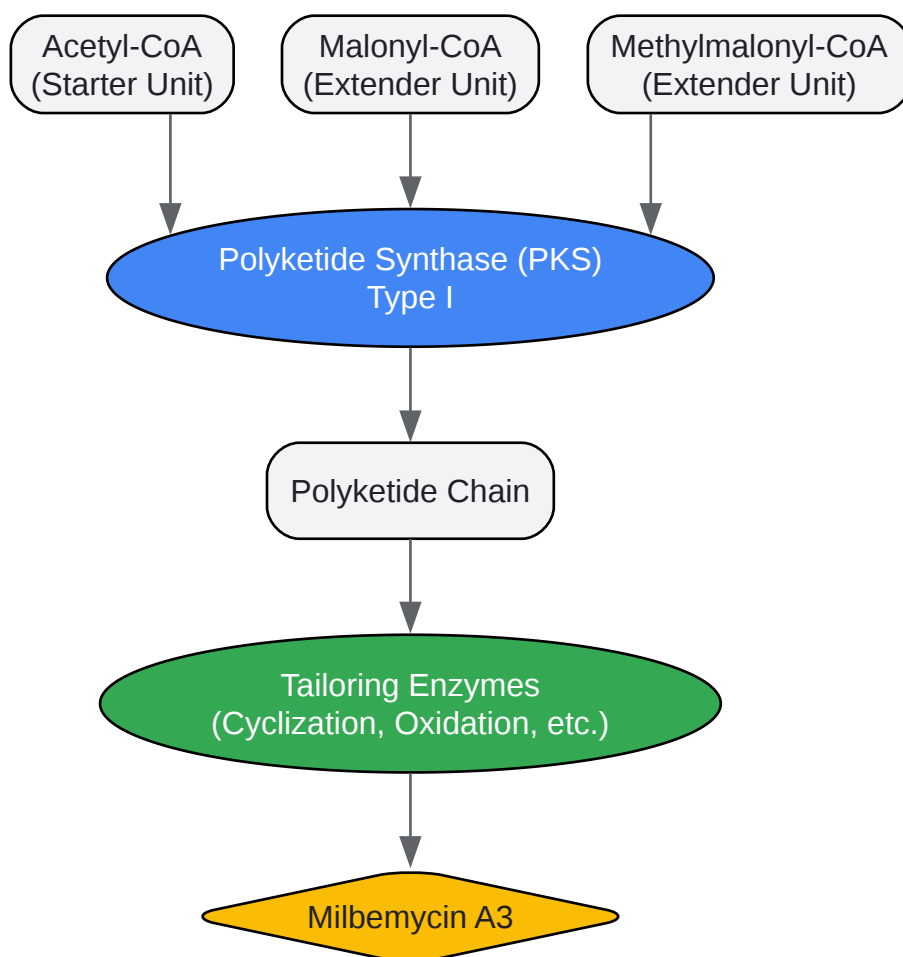 Acetyl-CoA
(Starter Unit)
Malonyl-CoA
(Extender Unit)
Methylmalonyl-CoA
(Extender Unit)
Polyketide Synthase (PKS)
Type I
Polyketide Chain
Tailoring Enzymes
(Cyclization, Oxidation, etc.)
Milbemycin A3